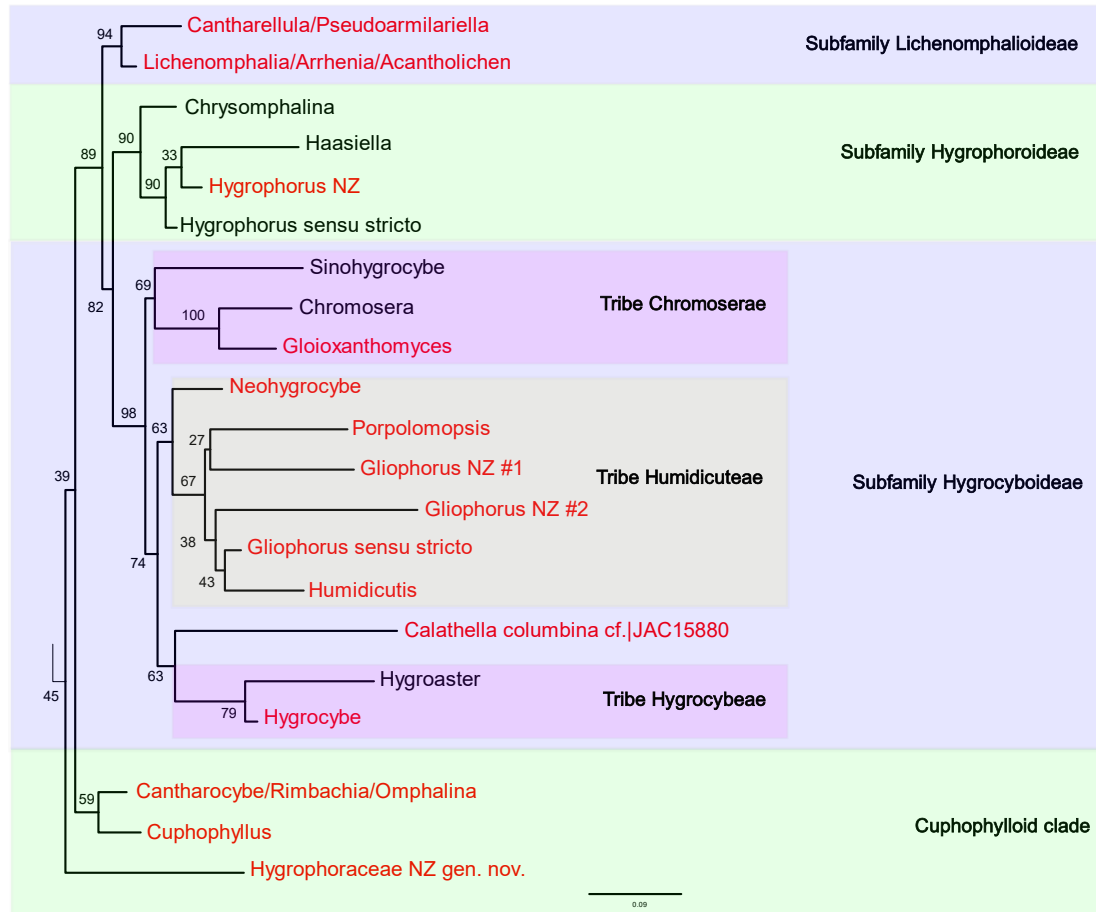 94
Cantharellula/Pseudoarmilariella
Subfamily Lichenomphalioideae
Lichenomphalia/Arrhenia/Acantholichen
Chrysomphalina
90
Haasiella
89
33
Subfamily Hygrophoroideae
90
Hygrophorus NZ
Hygrophorus sensu stricto
Sinohygrocybe
69
82
100
Chromosera
Tribe Chromoserae
Gloioxanthomyces
Neohygrocybe
98
63
Porpolomopsis
27
Gliophorus NZ #1
39
67
Tribe Humidicuteae
Subfamily Hygrocyboideae
Gliophorus NZ #2
38
Gliophorus sensu stricto
74
43
Humidicutis
Calathella columbina cf.|JAC15880
63
Hygroaster
45
79
Tribe Hygrocybeae
Hygrocybe
Cantharocybe/Rimbachia/Omphalina
59
Cuphophyllus
Cuphophylloid clade
Hygrophoraceae NZ gen. nov.
0.09